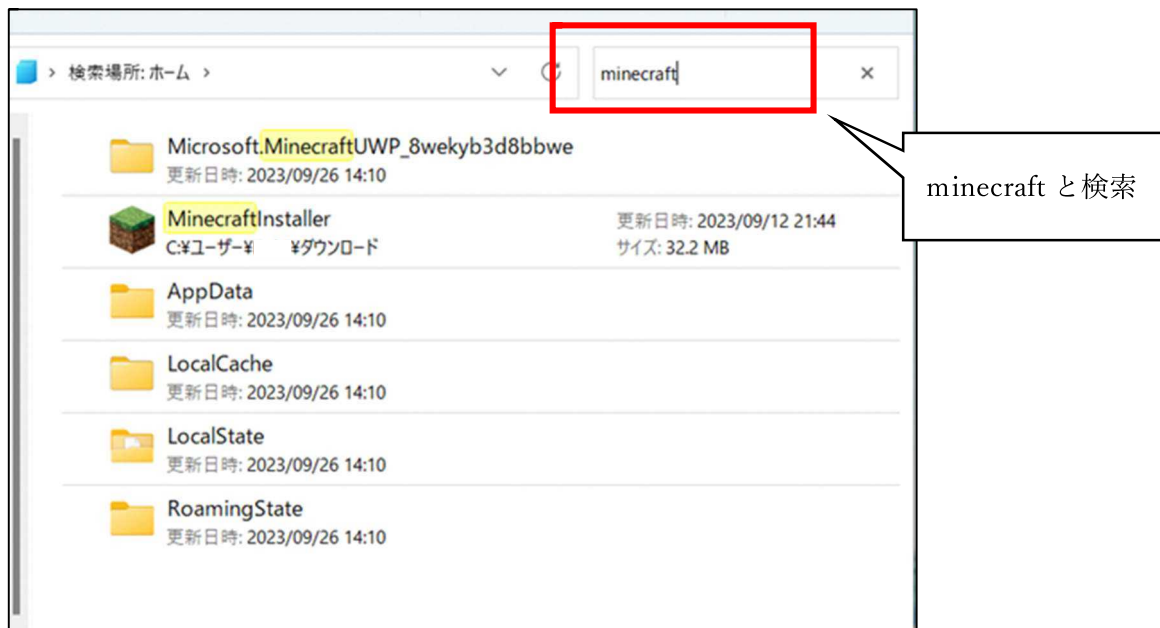 検索場所: ホーム
minecraft
Microsoft.MinecraftUWP_8wekyb3d8bbwe
更新日時: 2023/09/26 14:10
minecraft と検索
MinecraftInstaller
更新日時: 2023/09/12 21:44
C:¥ユーザー¥ ¥ダウンロード
サイズ: 32.2 MB
AppData
更新日時: 2023/09/26 14:10
LocalCache
更新日時: 2023/09/26 14:10
LocalState
更新日時: 2023/09/26 14:10
RoamingState
更新日時: 2023/09/26 14:10